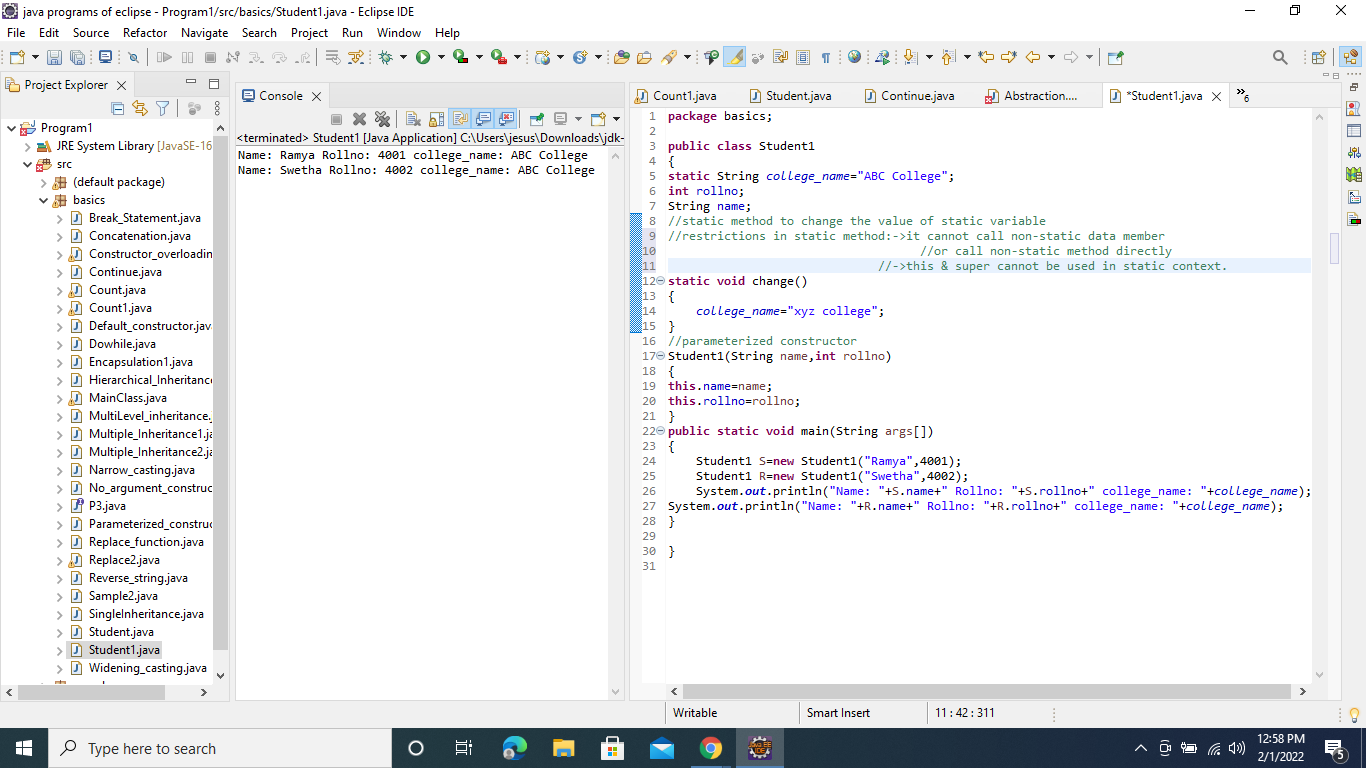 java programs of eclipse - Program1/src/basics/Student1.java - Eclipse IDE
File Edit Source Refactor Navigate Search Project Run Window Help
Project Explorer
Program1
JRE System Library [JavaSE-16
src
(default package)
basics
Break_Statement.java
Concatenation.java
Constructor_overloadin
Continue.java
Count.java
Count1.java
Default_constructor.jav
Dowhile.java
Encapsulation1.java
Hierarchical_Inheritance
MainClass.java
MultiLevel_inheritance.
Multiple_Inheritance1.ja
Multiple_Inheritance2.ja
Narrow_casting.java
No_argument_construc
P3.java
Parameterized_construc
Replace_function.java
Replace2.java
Reverse_string.java
Sample2.java
SingleInheritance.java
Student.java
Student1.java
Widening_casting.java
Console
<terminated> Student1 [Java Application] C:\Users\jesus\Downloads\jdk-
Name: Ramya Rollno: 4001 college_name: ABC College
Name: Swetha Rollno: 4002 college_name: ABC College
Count1.java Student.java Continue.java Abstraction.... *Student1.java »6
1 package basics;
2
3 public class Student1
4 {
5 static String college_name="ABC College";
6 int rollno;
7 String name;
8 //static method to change the value of static variable
9 //restrictions in static method:->it cannot call non-static data member
10 //or call non-static method directly
11 //->this & super cannot be used in static context.
12 static void change()
13 {
14 college_name="xyz college";
15 }
16 //parameterized constructor
17 Student1(String name,int rollno)
18 {
19 this.name=name;
20 this.rollno=rollno;
21 }
22 public static void main(String args[])
23 {
24 Student1 S=new Student1("Ramya",4001);
25 Student1 R=new Student1("Swetha",4002);
26 System.out.println("Name: "+S.name+" Rollno: "+S.rollno+" college_name: "+college_name);
27 System.out.println("Name: "+R.name+" Rollno: "+R.rollno+" college_name: "+college_name);
28 }
29
30 }
31
Writable Smart Insert 11 : 42 : 311
Type here to search
12:58 PM
2/1/2022
5